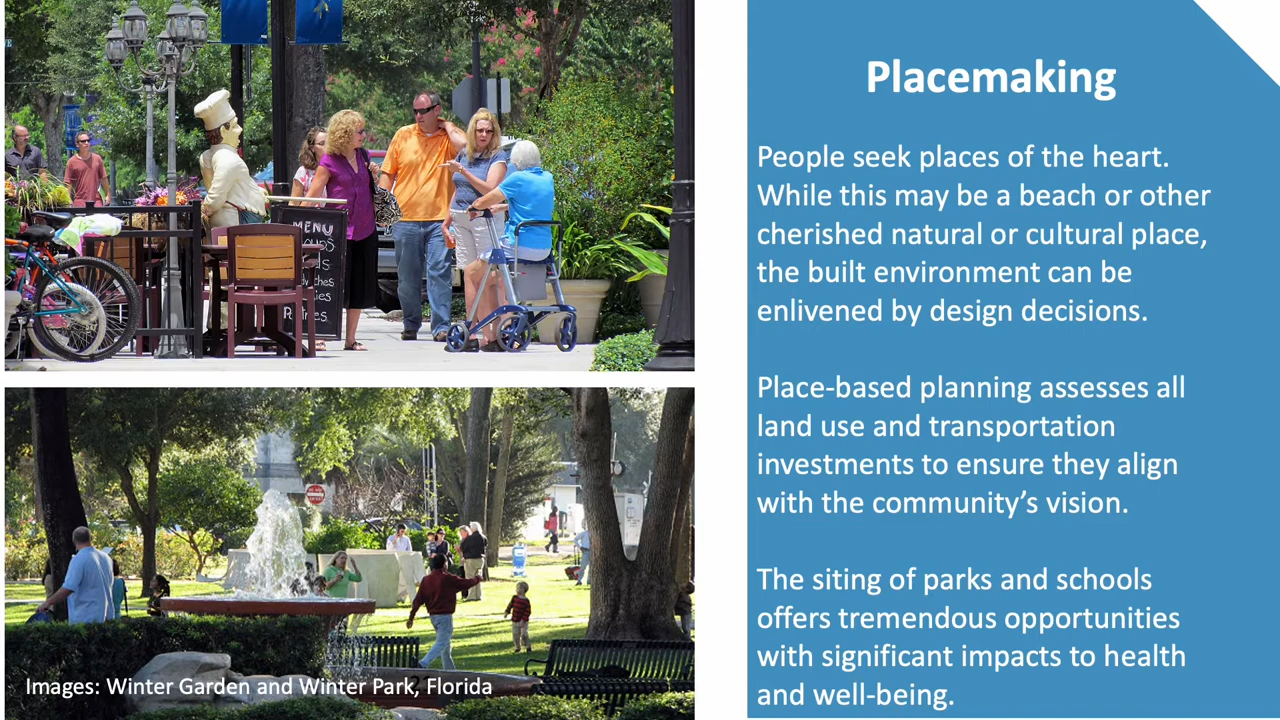 Placemaking
People seek places of the heart.
While this may be a beach or other
cherished natural or cultural place,
the built environment can be
enlivened by design decisions.
Place-based planning assesses all
land use and transportation
investments to ensure they align
with the community’s vision.
The siting of parks and schools
offers tremendous opportunities
with significant impacts to health
and well-being.
MENU
Images: Winter Garden and Winter Park, Florida